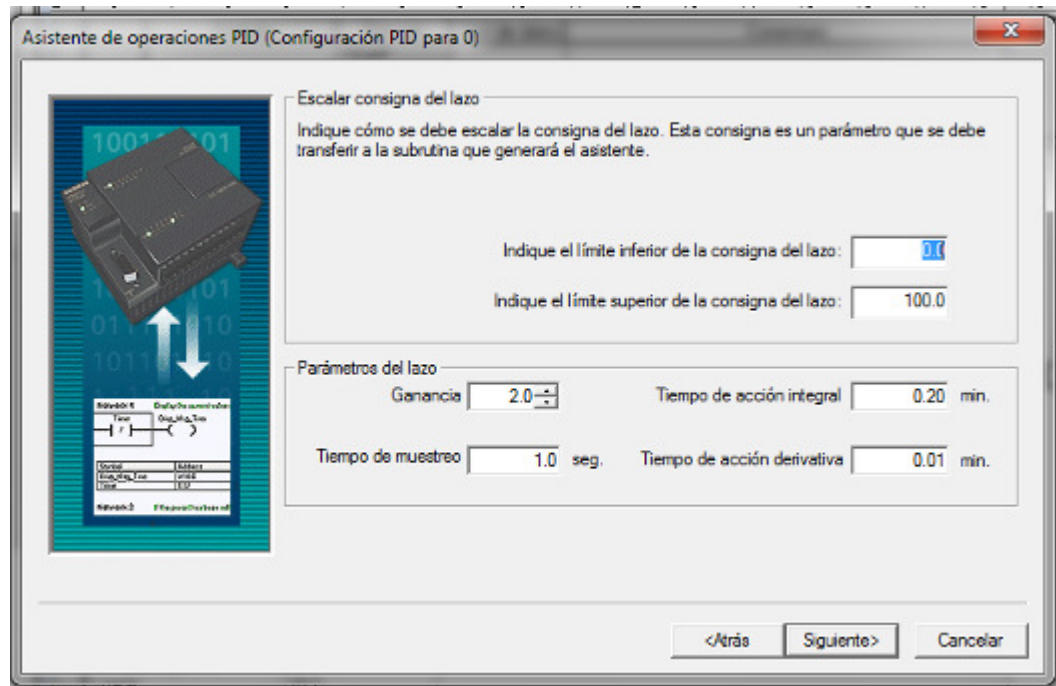 Asistente de operaciones PID (Configuración PID para 0)
Escalar consigna del lazo
Indique cómo se debe escalar la consigna del lazo. Esta consigna es un parámetro que se debe
transferir a la subrutina que generará el asistente.
Indique el límite inferior de la consigna del lazo: 0.0
Indique el límite superior de la consigna del lazo: 100.0
Parámetros del lazo
Ganancia 2.0 Tiempo de acción integral 0.20 min.
Tiempo de muestreo 1.0 seg. Tiempo de acción derivativa 0.01 min.
<Atrás Siguiente> Cancelar